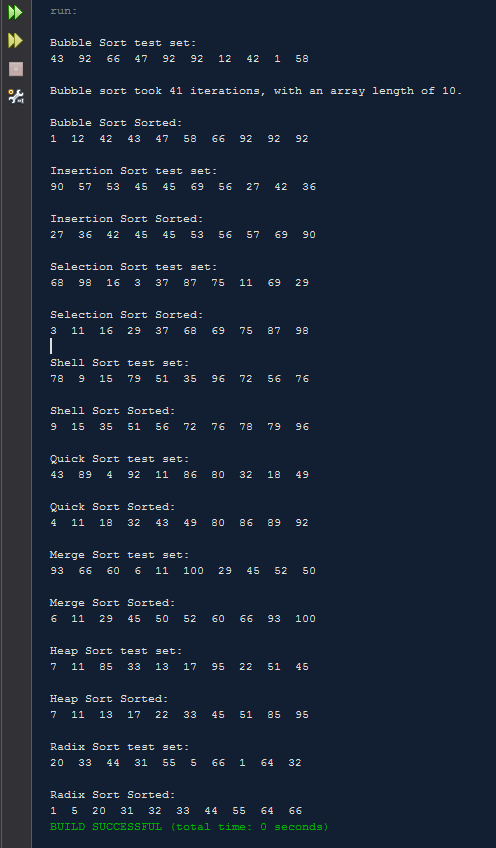 run:
Bubble Sort test set:
43 92 66 47 92 92 12 42 1 58
Bubble sort took 41 iterations, with an array length of 10.
Bubble Sort Sorted:
1 12 42 43 47 58 66 92 92 92
Insertion Sort test set:
90 57 53 45 45 69 56 27 42 36
Insertion Sort Sorted:
27 36 42 45 45 53 56 57 69 90
Selection Sort test set:
68 98 16 3 37 87 75 11 69 29
Selection Sort Sorted:
3 11 16 29 37 68 69 75 87 98
Shell Sort test set:
78 9 15 79 51 35 96 72 56 76
Shell Sort Sorted:
9 15 35 51 56 72 76 78 79 96
Quick Sort test set:
43 89 4 92 11 86 80 32 18 49
Quick Sort Sorted:
4 11 18 32 43 49 80 86 89 92
Merge Sort test set:
93 66 60 6 11 100 29 45 52 50
Merge Sort Sorted:
6 11 29 45 50 52 60 66 93 100
Heap Sort test set:
7 11 85 33 13 17 95 22 51 45
Heap Sort Sorted:
7 11 13 17 22 33 45 51 85 95
Radix Sort test set:
20 33 44 31 55 5 66 1 64 32
Radix Sort Sorted:
1 5 20 31 32 33 44 55 64 66
BUILD SUCCESSFUL (total time: 0 seconds)